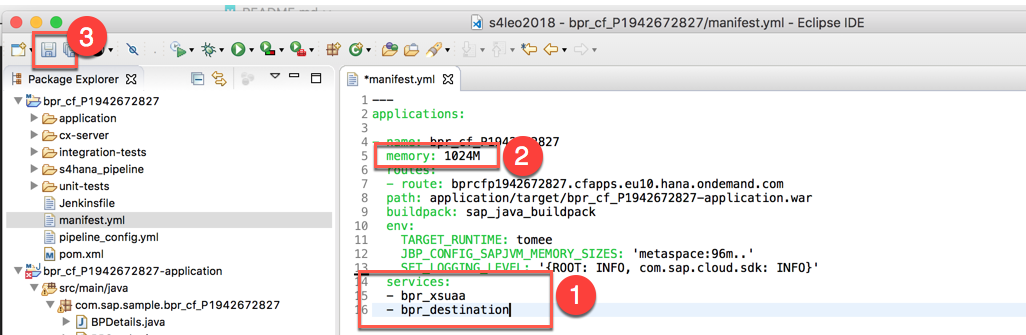 README.md
s4leo2018 - bpr_cf_P1942672827/manifest.yml - Eclipse IDE
3
Package Explorer
bpr_cf_P1942672827
application
cx-server
integration-tests
s4hana_pipeline
unit-tests
Jenkinsfile
manifest.yml
pipeline_config.yml
pom.xml
bpr_cf_P1942672827-application
src/main/java
com.sap.sample.bpr_cf_P1942672827
BPDetails.java
*manifest.yml
1 ---
2 applications:
3
4 - name: bpr_cf_P1942672827
5 memory: 1024M
2
6 routes:
7 - route: bprcfp1942672827.cfapps.eu10.hana.ondemand.com
8 path: application/target/bpr_cf_P1942672827-application.war
9 buildpack: sap_java_buildpack
10 env:
11 TARGET_RUNTIME: tomee
12 JBP_CONFIG_SAPJVM_MEMORY_SIZES: 'metaspace:96m..'
13 SET_LOGGING_LEVEL: '{ROOT: INFO, com.sap.cloud.sdk: INFO}'
14 services:
15 - bpr_xsuaa
16 - bpr_destination
1